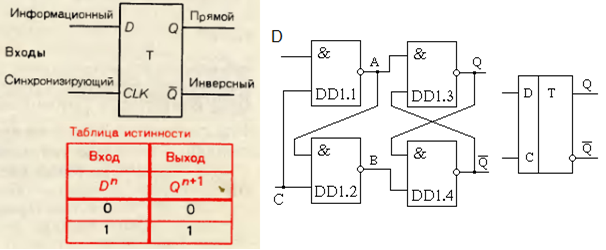 Информационный
Прямой
D
Q
Входы
T
Синхронизирующий
Инверсный
CLK
Q̅
Таблица истинности
Вход
Выход
Dⁿ
Qⁿ⁺¹
0
0
1
1
D
&
DD1.1
A
&
DD1.3
Q
&
DD1.2
B
&
DD1.4
Q̅
C
D
T
Q
C
Q̅